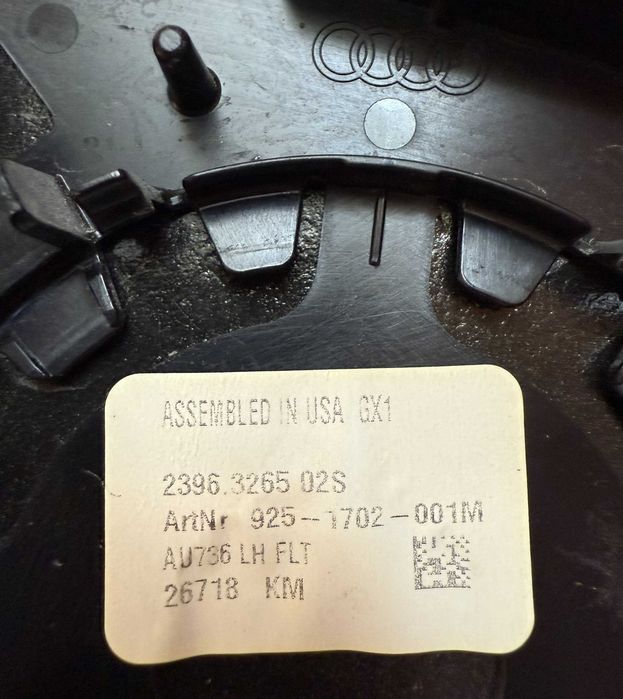 ASSEMBLED IN USA GX1
2396.3265 02S
ArtNr 925-1702-001M
AU736 LH FLT
26718 KM